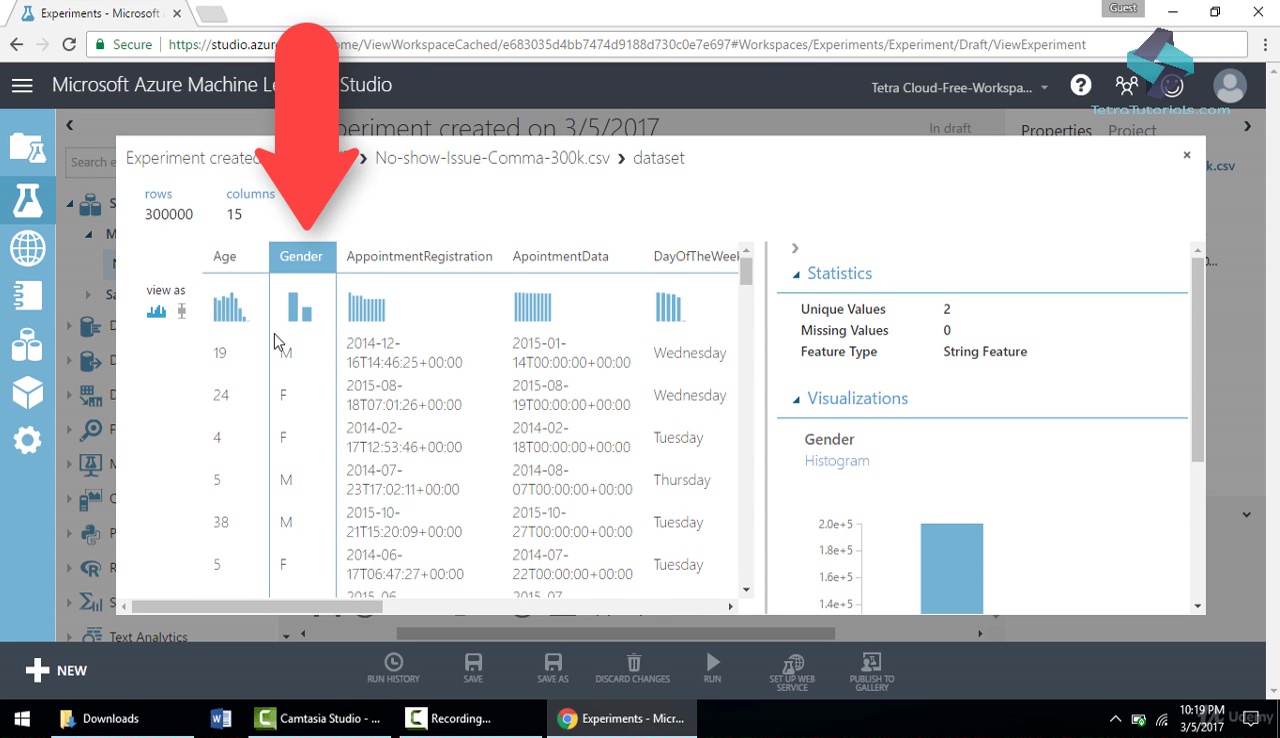 Experiments - Microsoft
Guest
Secure
https://studio.azur
ome/ViewWorkspaceCached/e683035d4bb7474d9188d730c0e7e697#Workspaces/Experiments/Experiment/Draft/ViewExperiment
Microsoft Azure Machine Le
Studio
Tetra Cloud-Free-Workspa...
TetraTutorials.com
periment created on 3/5/2017
In draft
Properties
Project
Search e
Experiment create
No-show-Issue-Comma-300k.csv
dataset
k.csv
rows
columns
300000
15
Age
Gender
AppointmentRegistration
ApointmentData
DayOfTheWeek
view as
19
M
2014-12-
16T14:46:25+00:00
2015-01-
14T00:00:00+00:00
Wednesday
24
F
2015-08-
18T07:01:26+00:00
2015-08-
19T00:00:00+00:00
Wednesday
4
F
2014-02-
17T12:53:46+00:00
2014-02-
18T00:00:00+00:00
Tuesday
5
M
2014-07-
23T17:02:11+00:00
2014-08-
07T00:00:00+00:00
Thursday
38
M
2015-10-
21T15:20:09+00:00
2015-10-
27T00:00:00+00:00
Tuesday
5
F
2014-06-
17T06:47:27+00:00
2014-07-
22T00:00:00+00:00
Tuesday
2015-06-
2015-07-
Statistics
Unique Values
2
Missing Values
0
Feature Type
String Feature
Visualizations
Gender
Histogram
2.0e+5
1.8e+5
1.6e+5
1.4e+5
Text Analytics
NEW
RUN HISTORY
SAVE
SAVE AS
DISCARD CHANGES
RUN
SET UP WEB
SERVICE
PUBLISH TO
GALLERY
Downloads
Camtasia Studio - ...
Recording...
Experiments - Micr...
10:19 PM
3/5/2017
Udemy